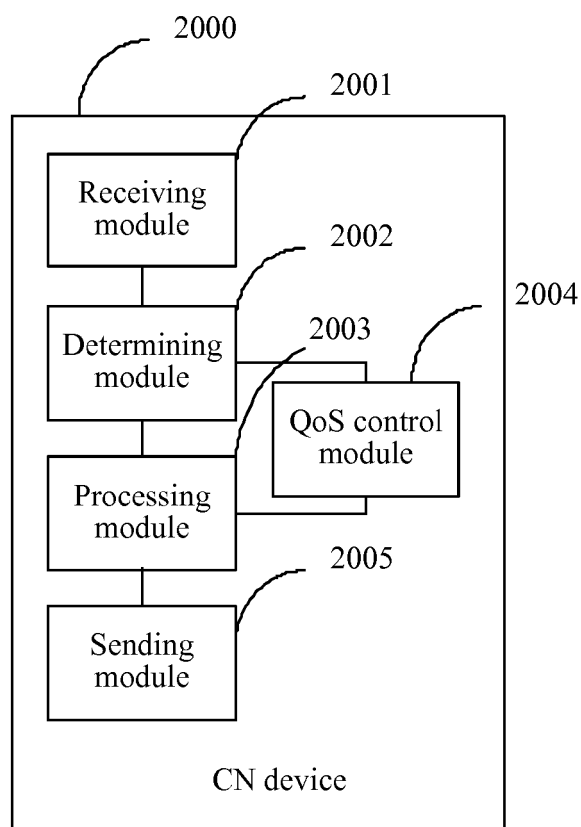 2000
2001
Receiving
module
2002
2004
Determining
module
2003
QoS control
module
Processing
module
2005
Sending
module
CN device